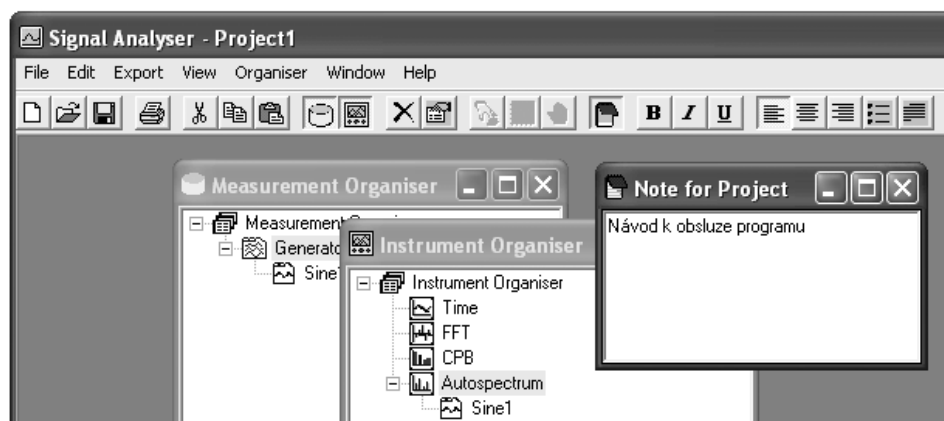 Signal Analyser - Project1
File Edit Export View Organiser Window Help
B I U
Measurement Organiser
Note for Project
Návod k obsluze programu
Generato
Sine
Instrument Organiser
Instrument Organiser
Time
FFT
CPB
Autospectrum
Sine1